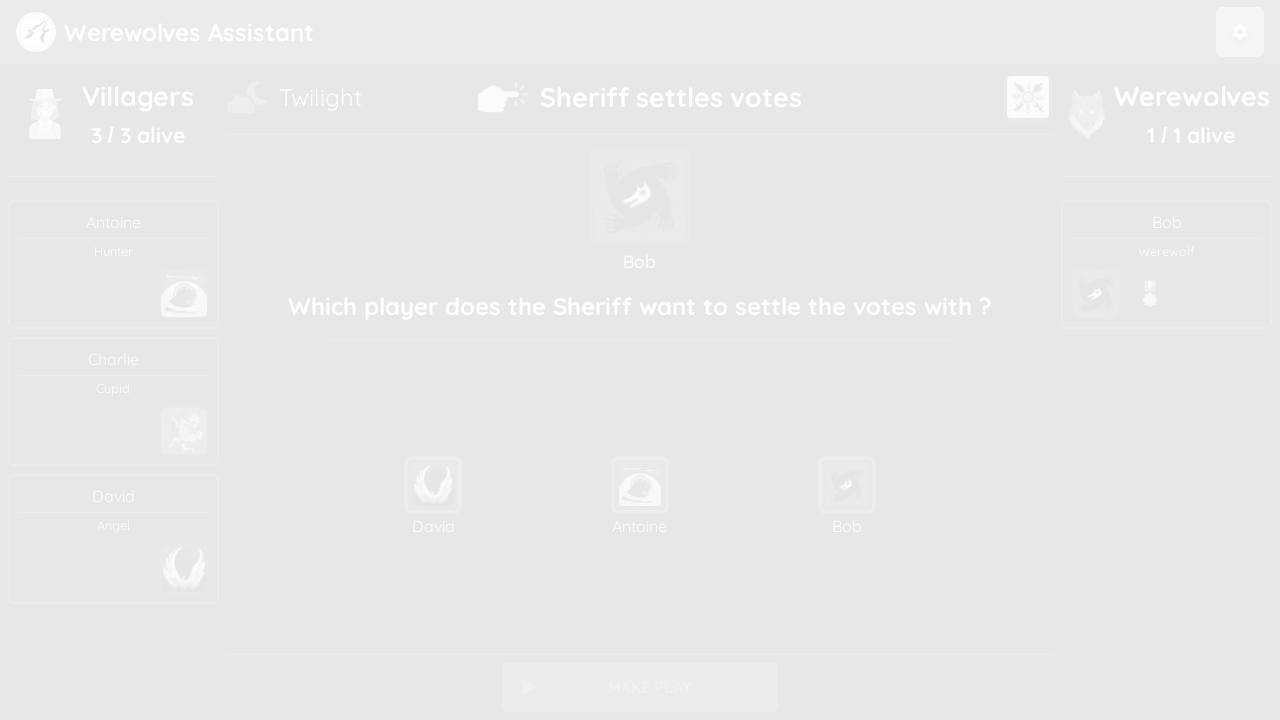 Werewolves Assistant
Villagers
3 / 3 alive
Twilight
Sheriff settles votes
Werewolves
1 / 1 alive
Antoine
Hunter
Charlie
Cupid
David
Angel
Bob
Which player does the Sheriff want to settle the votes with ?
David
Antoine
Bob
Bob
Werewolf
MAKE PLAY